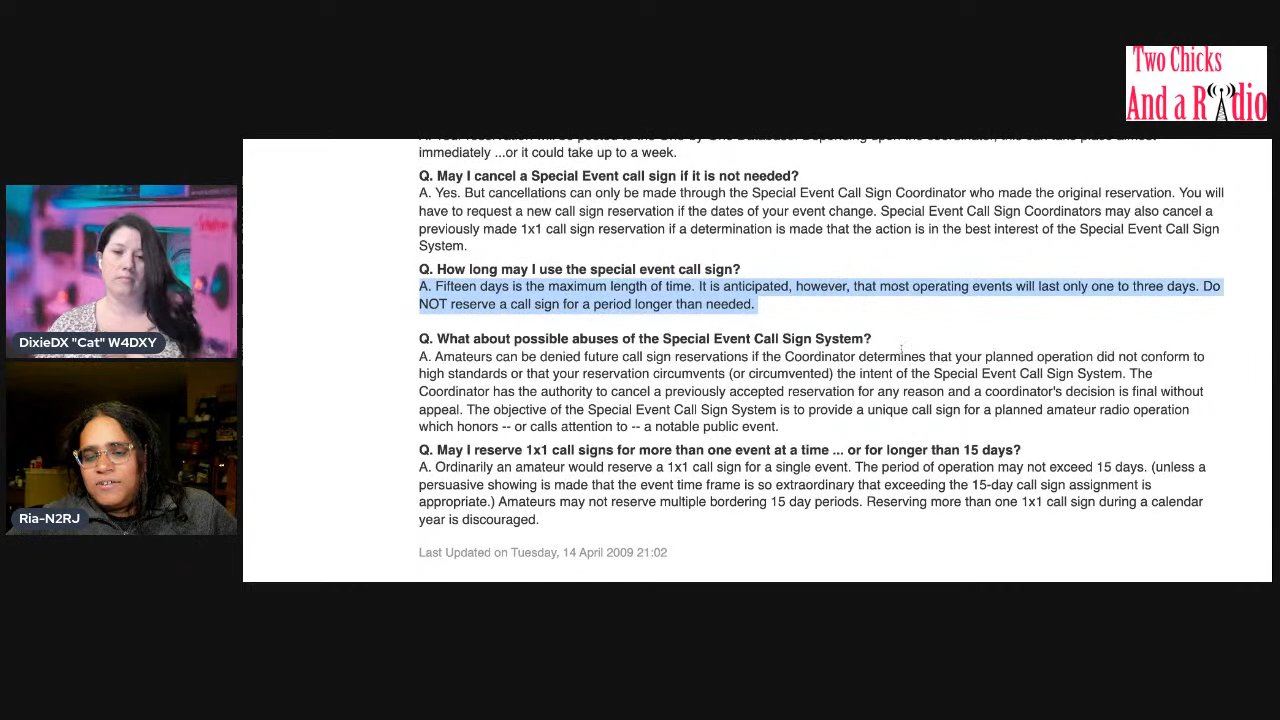 Two Chicks
And a Radio
immediately ...or it could take up to a week.
Q. May I cancel a Special Event call sign if it is not needed?
A. Yes. But cancellations can only be made through the Special Event Call Sign Coordinator who made the original reservation. You will
have to request a new call sign reservation if the dates of your event change. Special Event Call Sign Coordinators may also cancel a
previously made 1x1 call sign reservation if a determination is made that the action is in the best interest of the Special Event Call Sign
System.
Q. How long may I use the special event call sign?
A. Fifteen days is the maximum length of time. It is anticipated, however, that most operating events will last only one to three days. Do
NOT reserve a call sign for a period longer than needed.
Q. What about possible abuses of the Special Event Call Sign System?
A. Amateurs can be denied future call sign reservations if the Coordinator determines that your planned operation did not conform to
high standards or that your reservation circumvents (or circumvented) the intent of the Special Event Call Sign System. The
Coordinator has the authority to cancel a previously accepted reservation for any reason and a coordinator's decision is final without
appeal. The objective of the Special Event Call Sign System is to provide a unique call sign for a planned amateur radio operation
which honors -- or calls attention to -- a notable public event.
Q. May I reserve 1x1 call signs for more than one event at a time ... or for longer than 15 days?
A. Ordinarily an amateur would reserve a 1x1 call sign for a single event. The period of operation may not exceed 15 days. (unless a
persuasive showing is made that the event time frame is so extraordinary that exceeding the 15-day call sign assignment is
appropriate.) Amateurs may not reserve multiple bordering 15 day periods. Reserving more than one 1x1 call sign during a calendar
year is discouraged.
Last Updated on Tuesday, 14 April 2009 21:02
DixieDX "Cat" W4DXY
Ria-N2RJ